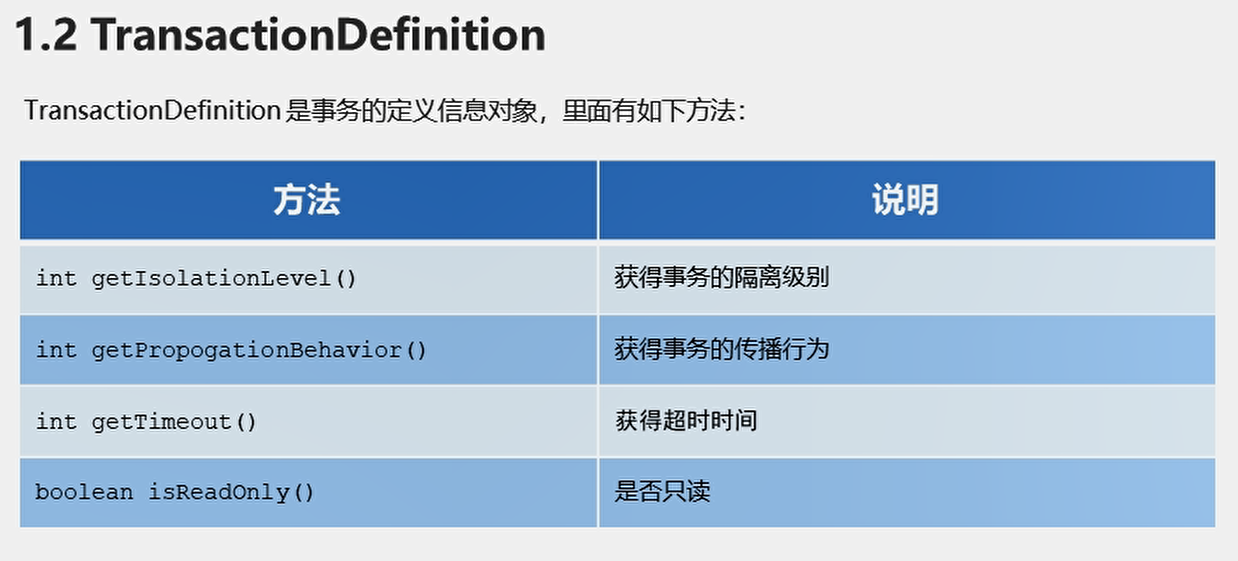 1.2 TransactionDefinition
TransactionDefinition 是事务的定义信息对象，里面有如下方法：
方法 说明
int getIsolationLevel() 获得事务的隔离级别
int getPropogationBehavior() 获得事务的传播行为
int getTimeout() 获得超时时间
boolean isReadOnly() 是否只读